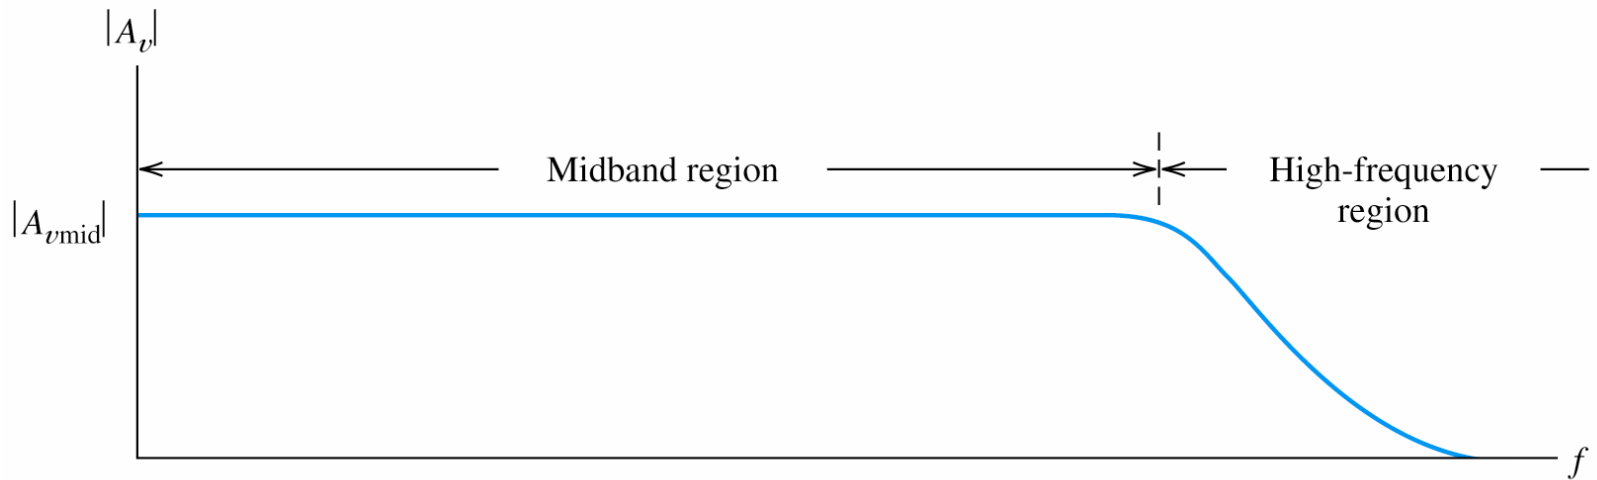 |A_v|
Midband region
High-frequency
region
|A_vmid|
f